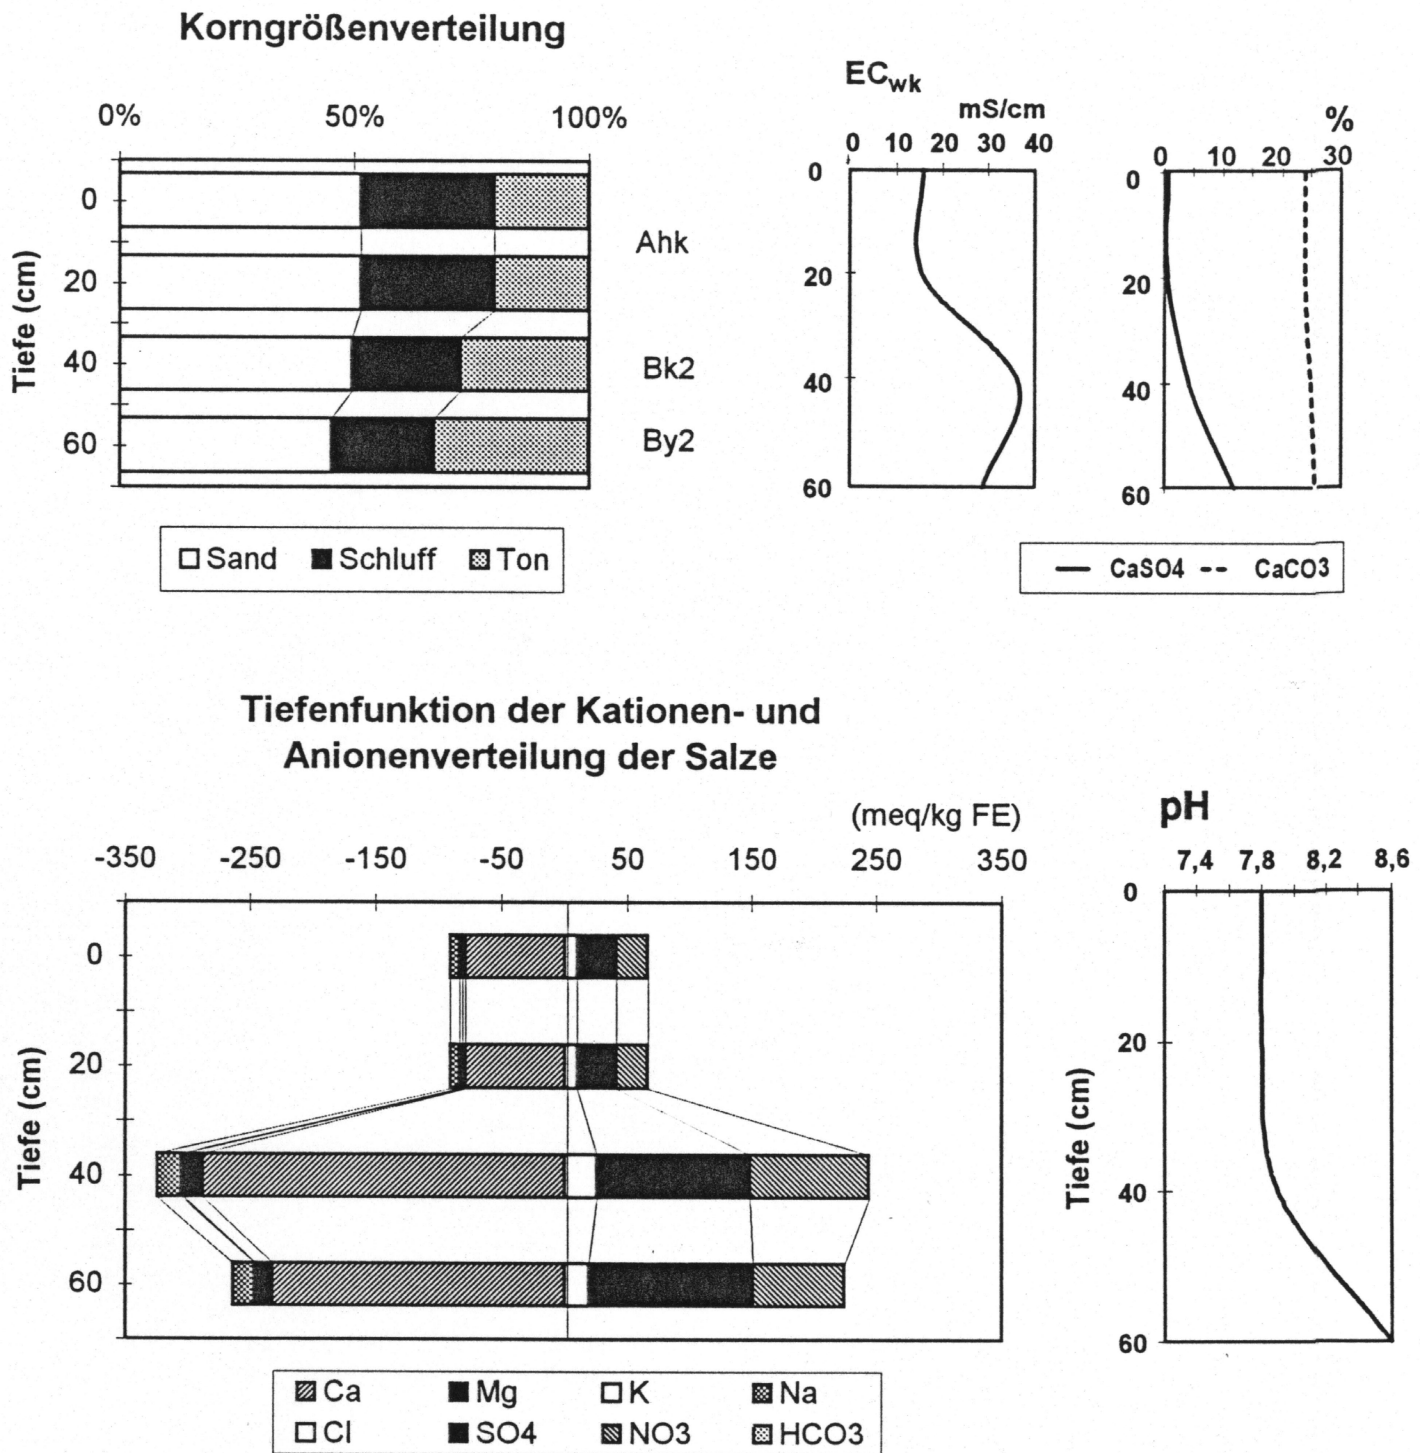 Korngrößenverteilung
0% 50% 100%
Tiefe (cm)
0
20
40
60
Ahk
Bk2
By2
Sand Schluff Ton
ECwk
mS/cm
0 10 20 30 40
0
20
40
60
%
0 10 20 30
0
20
40
60
CaSO4 CaCO3
Tiefenfunktion der Kationen- und
Anionenverteilung der Salze
(meq/kg FE)
-350 -250 -150 -50 50 150 250 350
Tiefe (cm)
0
20
40
60
Ca Mg K Na
Cl SO4 NO3 HCO3
pH
7,4 7,8 8,2 8,6
Tiefe (cm)
0
20
40
60